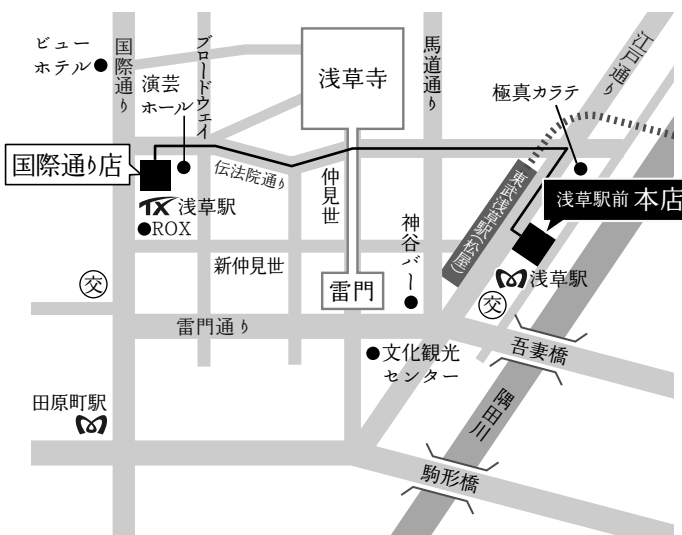 ビュー
ホテル
国際通り
ブロードウェイ
演芸
ホール
浅草寺
馬道通り
江戸通り
極真カラテ
国際通り店
伝法院通り
仲見世
東武浅草駅(松屋)
浅草駅前 本店
TX 浅草駅
ROX
新仲見世
神谷バー
浅草駅
交
交
雷門
雷門通り
文化観光
センター
吾妻橋
田原町駅
隅田川
駒形橋